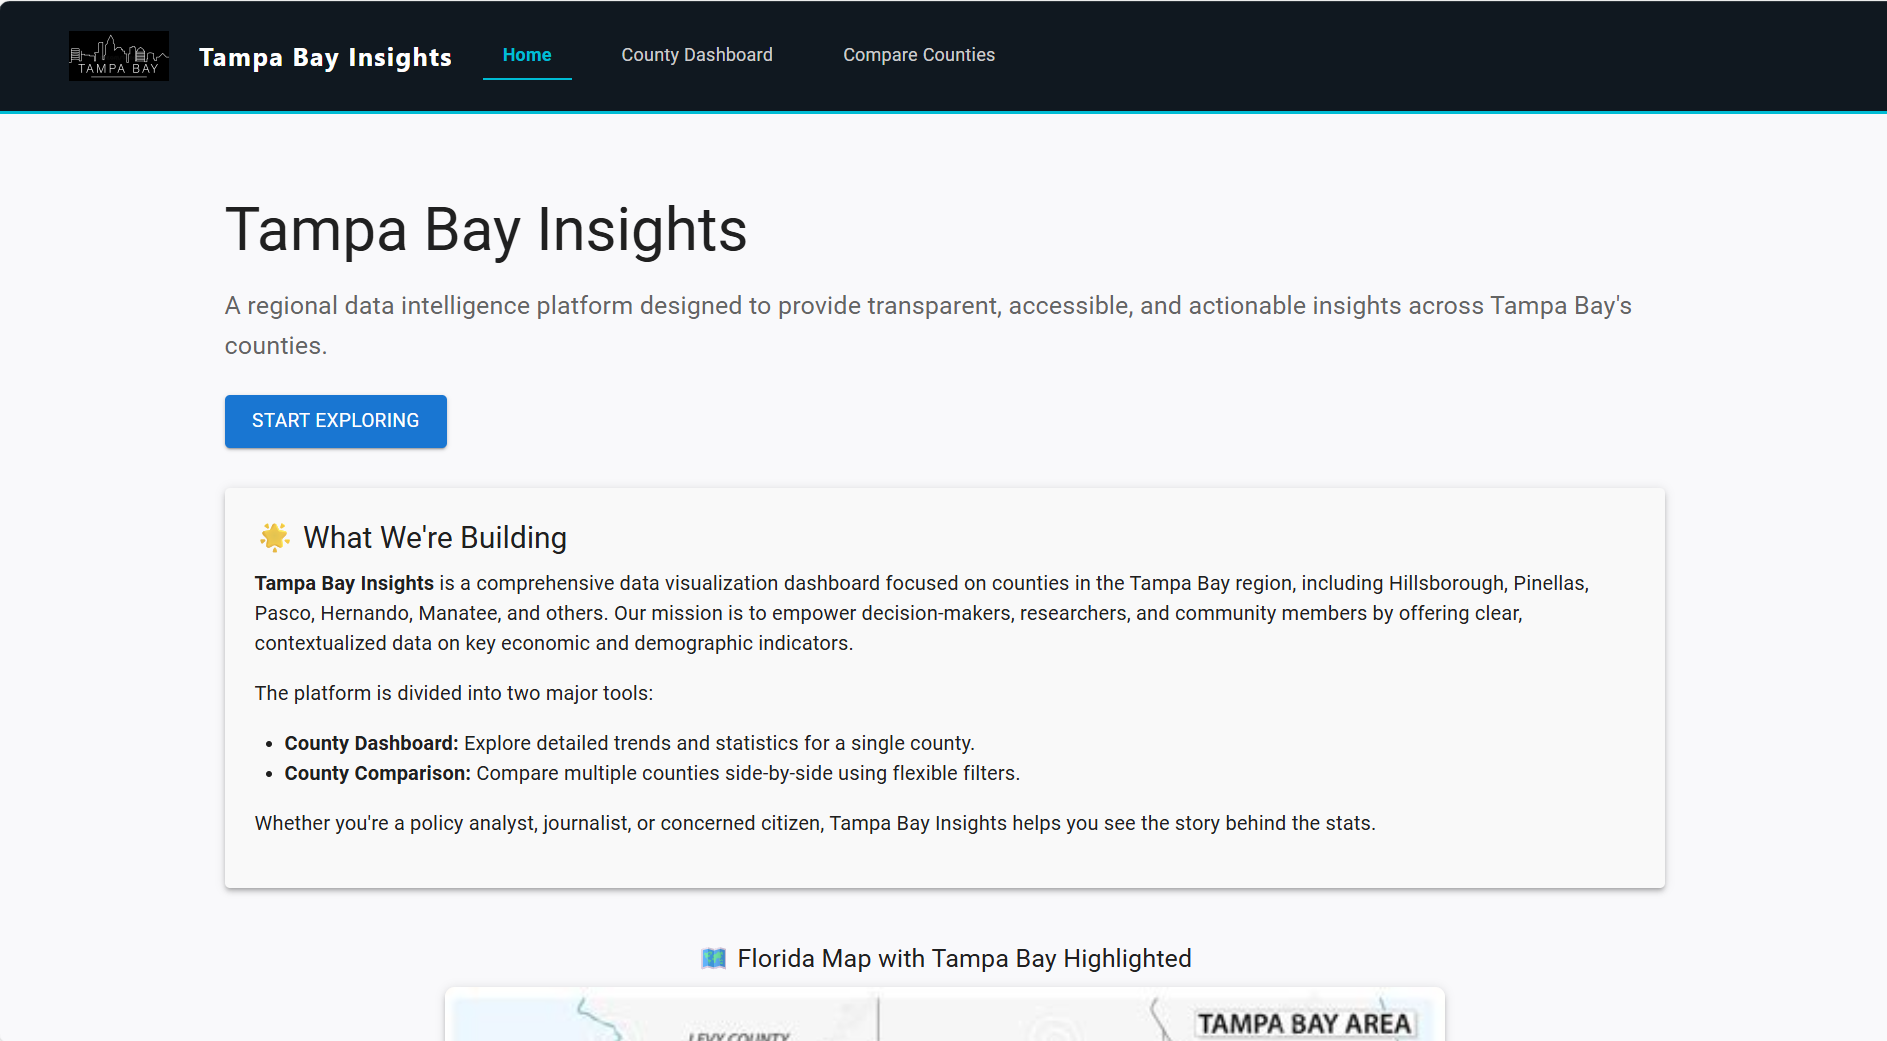 TAMPA BAY
Tampa Bay Insights
Home
County Dashboard
Compare Counties
Tampa Bay Insights
A regional data intelligence platform designed to provide transparent, accessible, and actionable insights across Tampa Bay's
counties.
START EXPLORING
What We're Building
Tampa Bay Insights is a comprehensive data visualization dashboard focused on counties in the Tampa Bay region, including Hillsborough, Pinellas,
Pasco, Hernando, Manatee, and others. Our mission is to empower decision-makers, researchers, and community members by offering clear,
contextualized data on key economic and demographic indicators.
The platform is divided into two major tools:
• County Dashboard: Explore detailed trends and statistics for a single county.
• County Comparison: Compare multiple counties side-by-side using flexible filters.
Whether you're a policy analyst, journalist, or concerned citizen, Tampa Bay Insights helps you see the story behind the stats.
Florida Map with Tampa Bay Highlighted
TAMPA BAY AREA
LEVY COUNTY